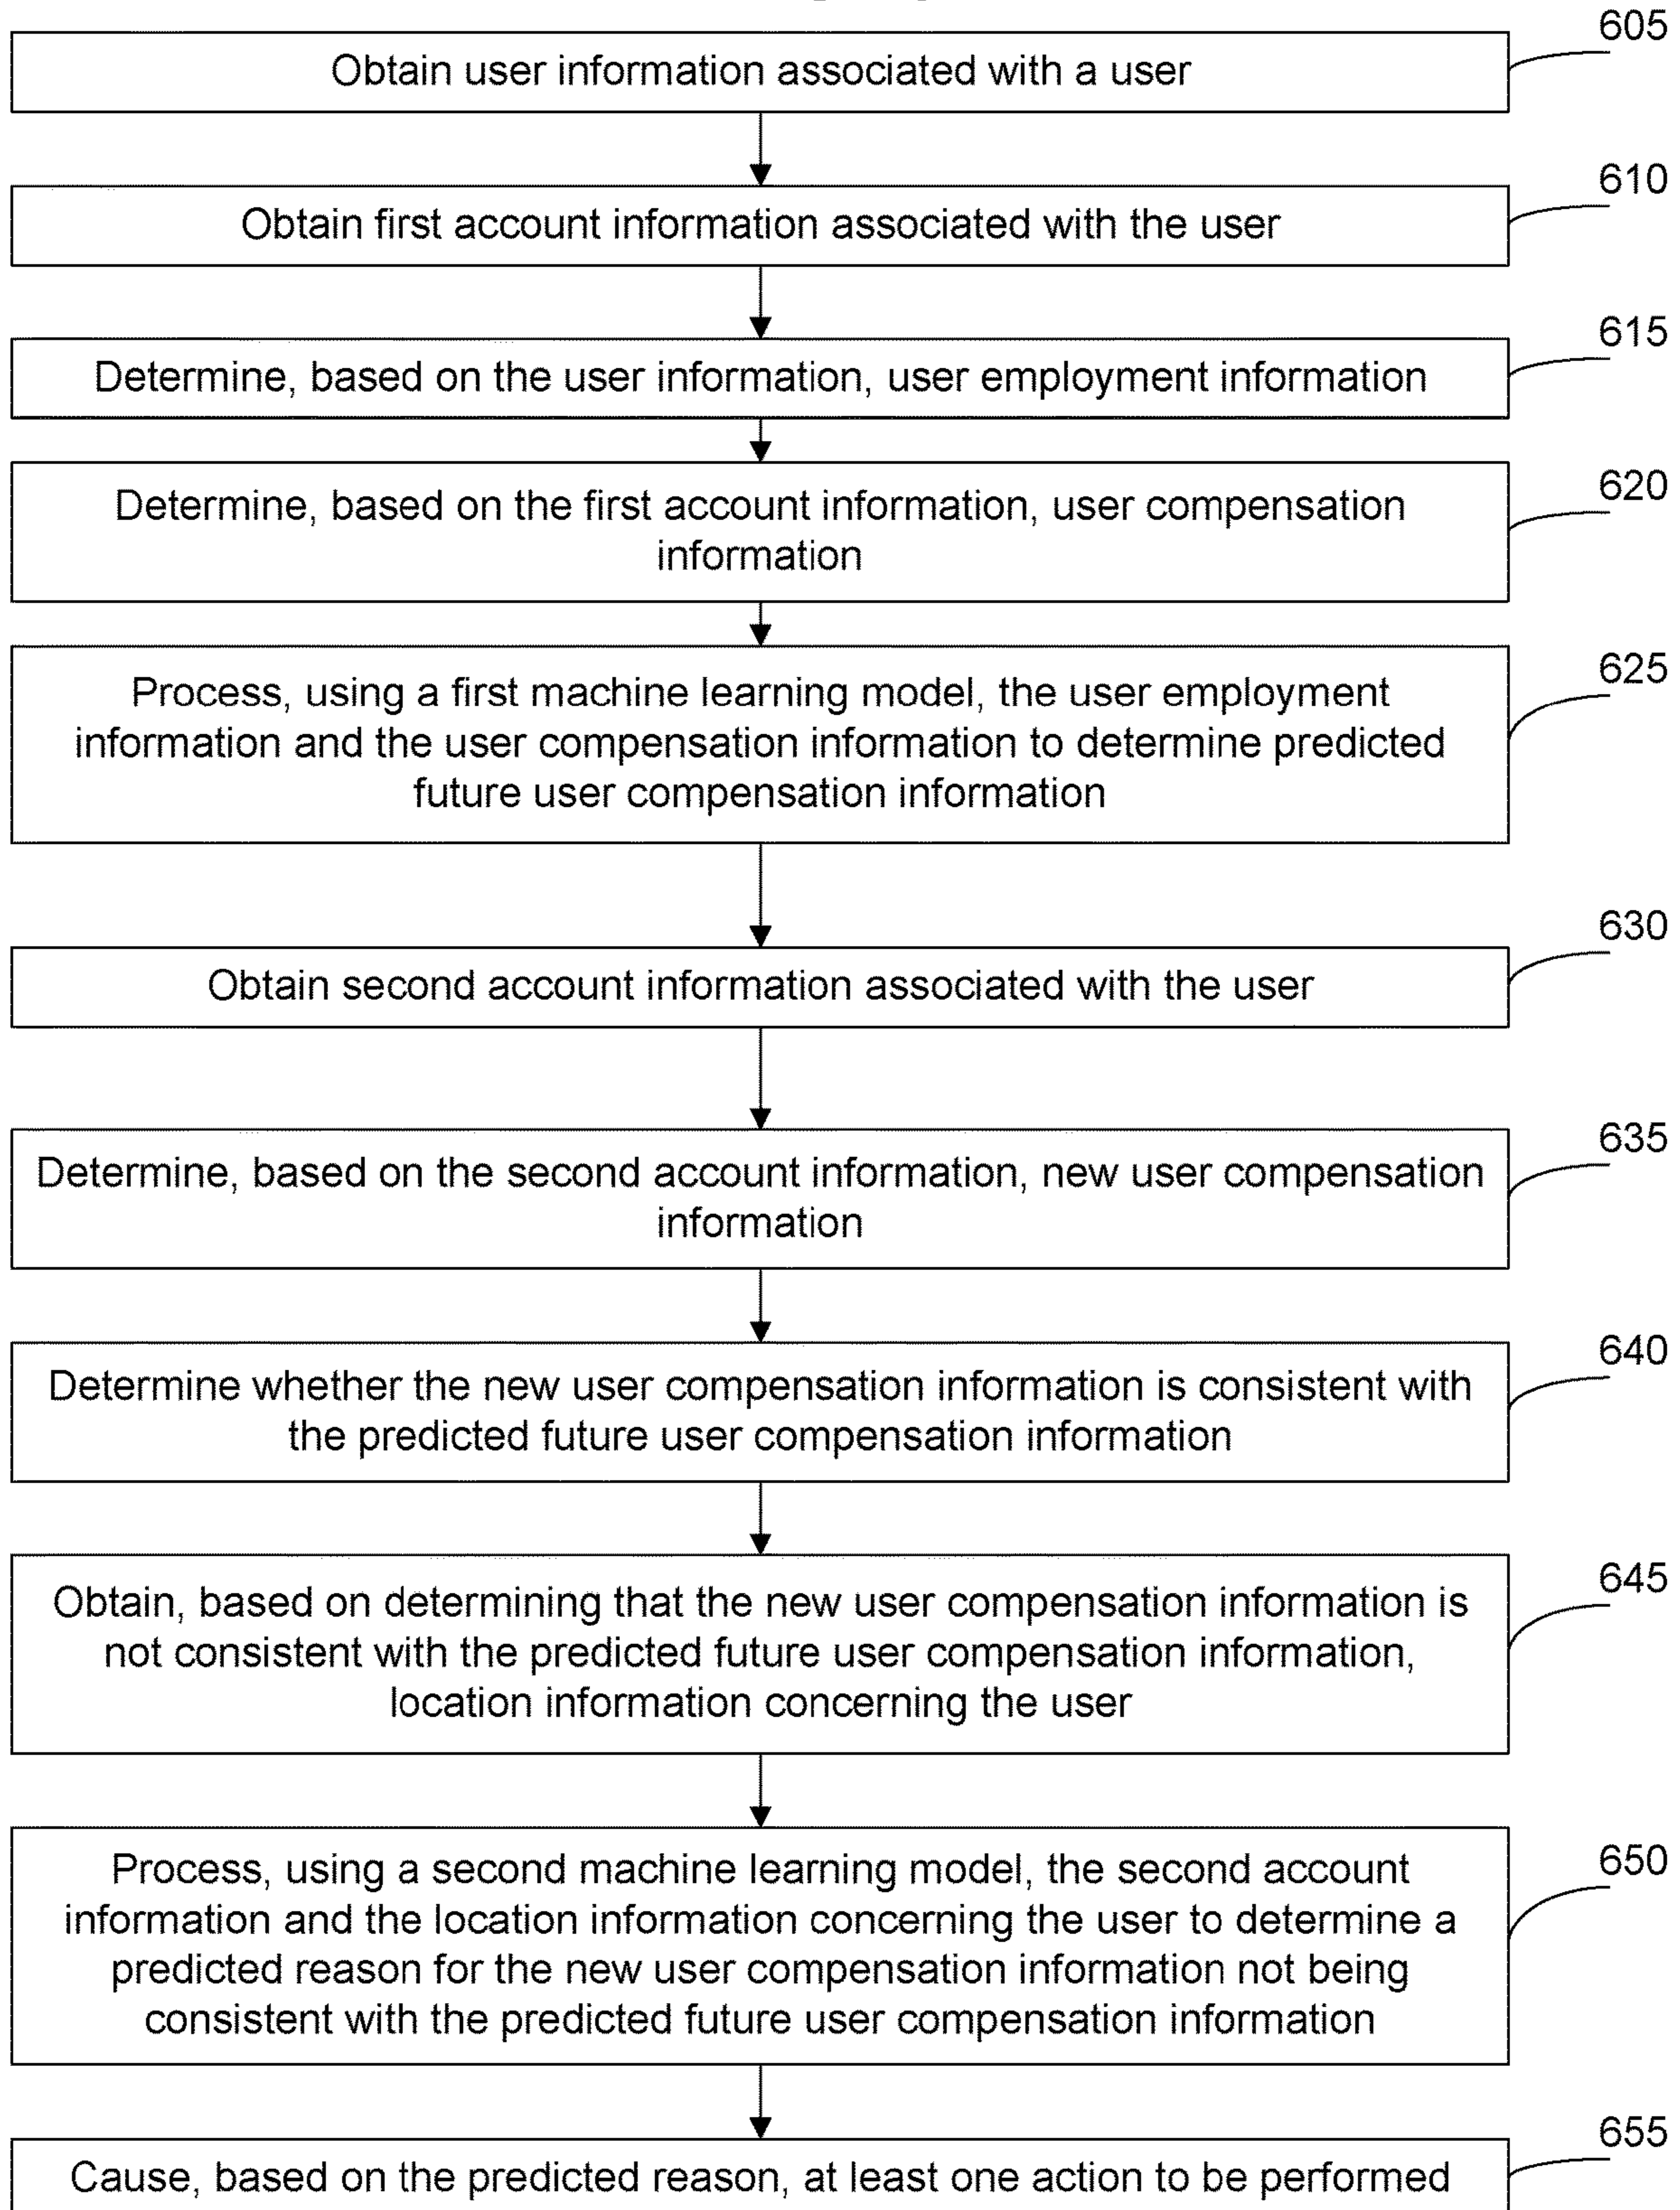 605
Obtain user information associated with a user
610
Obtain first account information associated with the user
615
Determine, based on the user information, user employment information
620
Determine, based on the first account information, user compensation
information
625
Process, using a first machine learning model, the user employment
information and the user compensation information to determine predicted
future user compensation information
630
Obtain second account information associated with the user
635
Determine, based on the second account information, new user compensation
information
640
Determine whether the new user compensation information is consistent with
the predicted future user compensation information
645
Obtain, based on determining that the new user compensation information is
not consistent with the predicted future user compensation information,
location information concerning the user
650
Process, using a second machine learning model, the second account
information and the location information concerning the user to determine a
predicted reason for the new user compensation information not being
consistent with the predicted future user compensation information
655
Cause, based on the predicted reason, at least one action to be performed